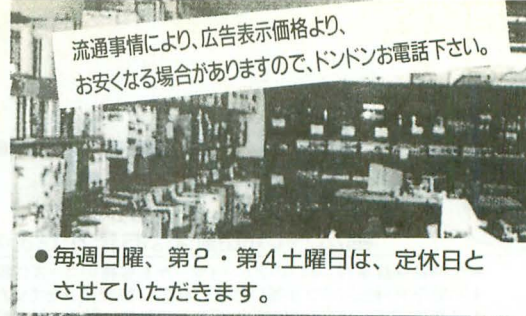 流通事情により、広告表示価格より、
お安くなる場合がありますので、ドンドンお電話下さい。
●毎週日曜、第2・第4土曜日は、定休日と
させていただきます。